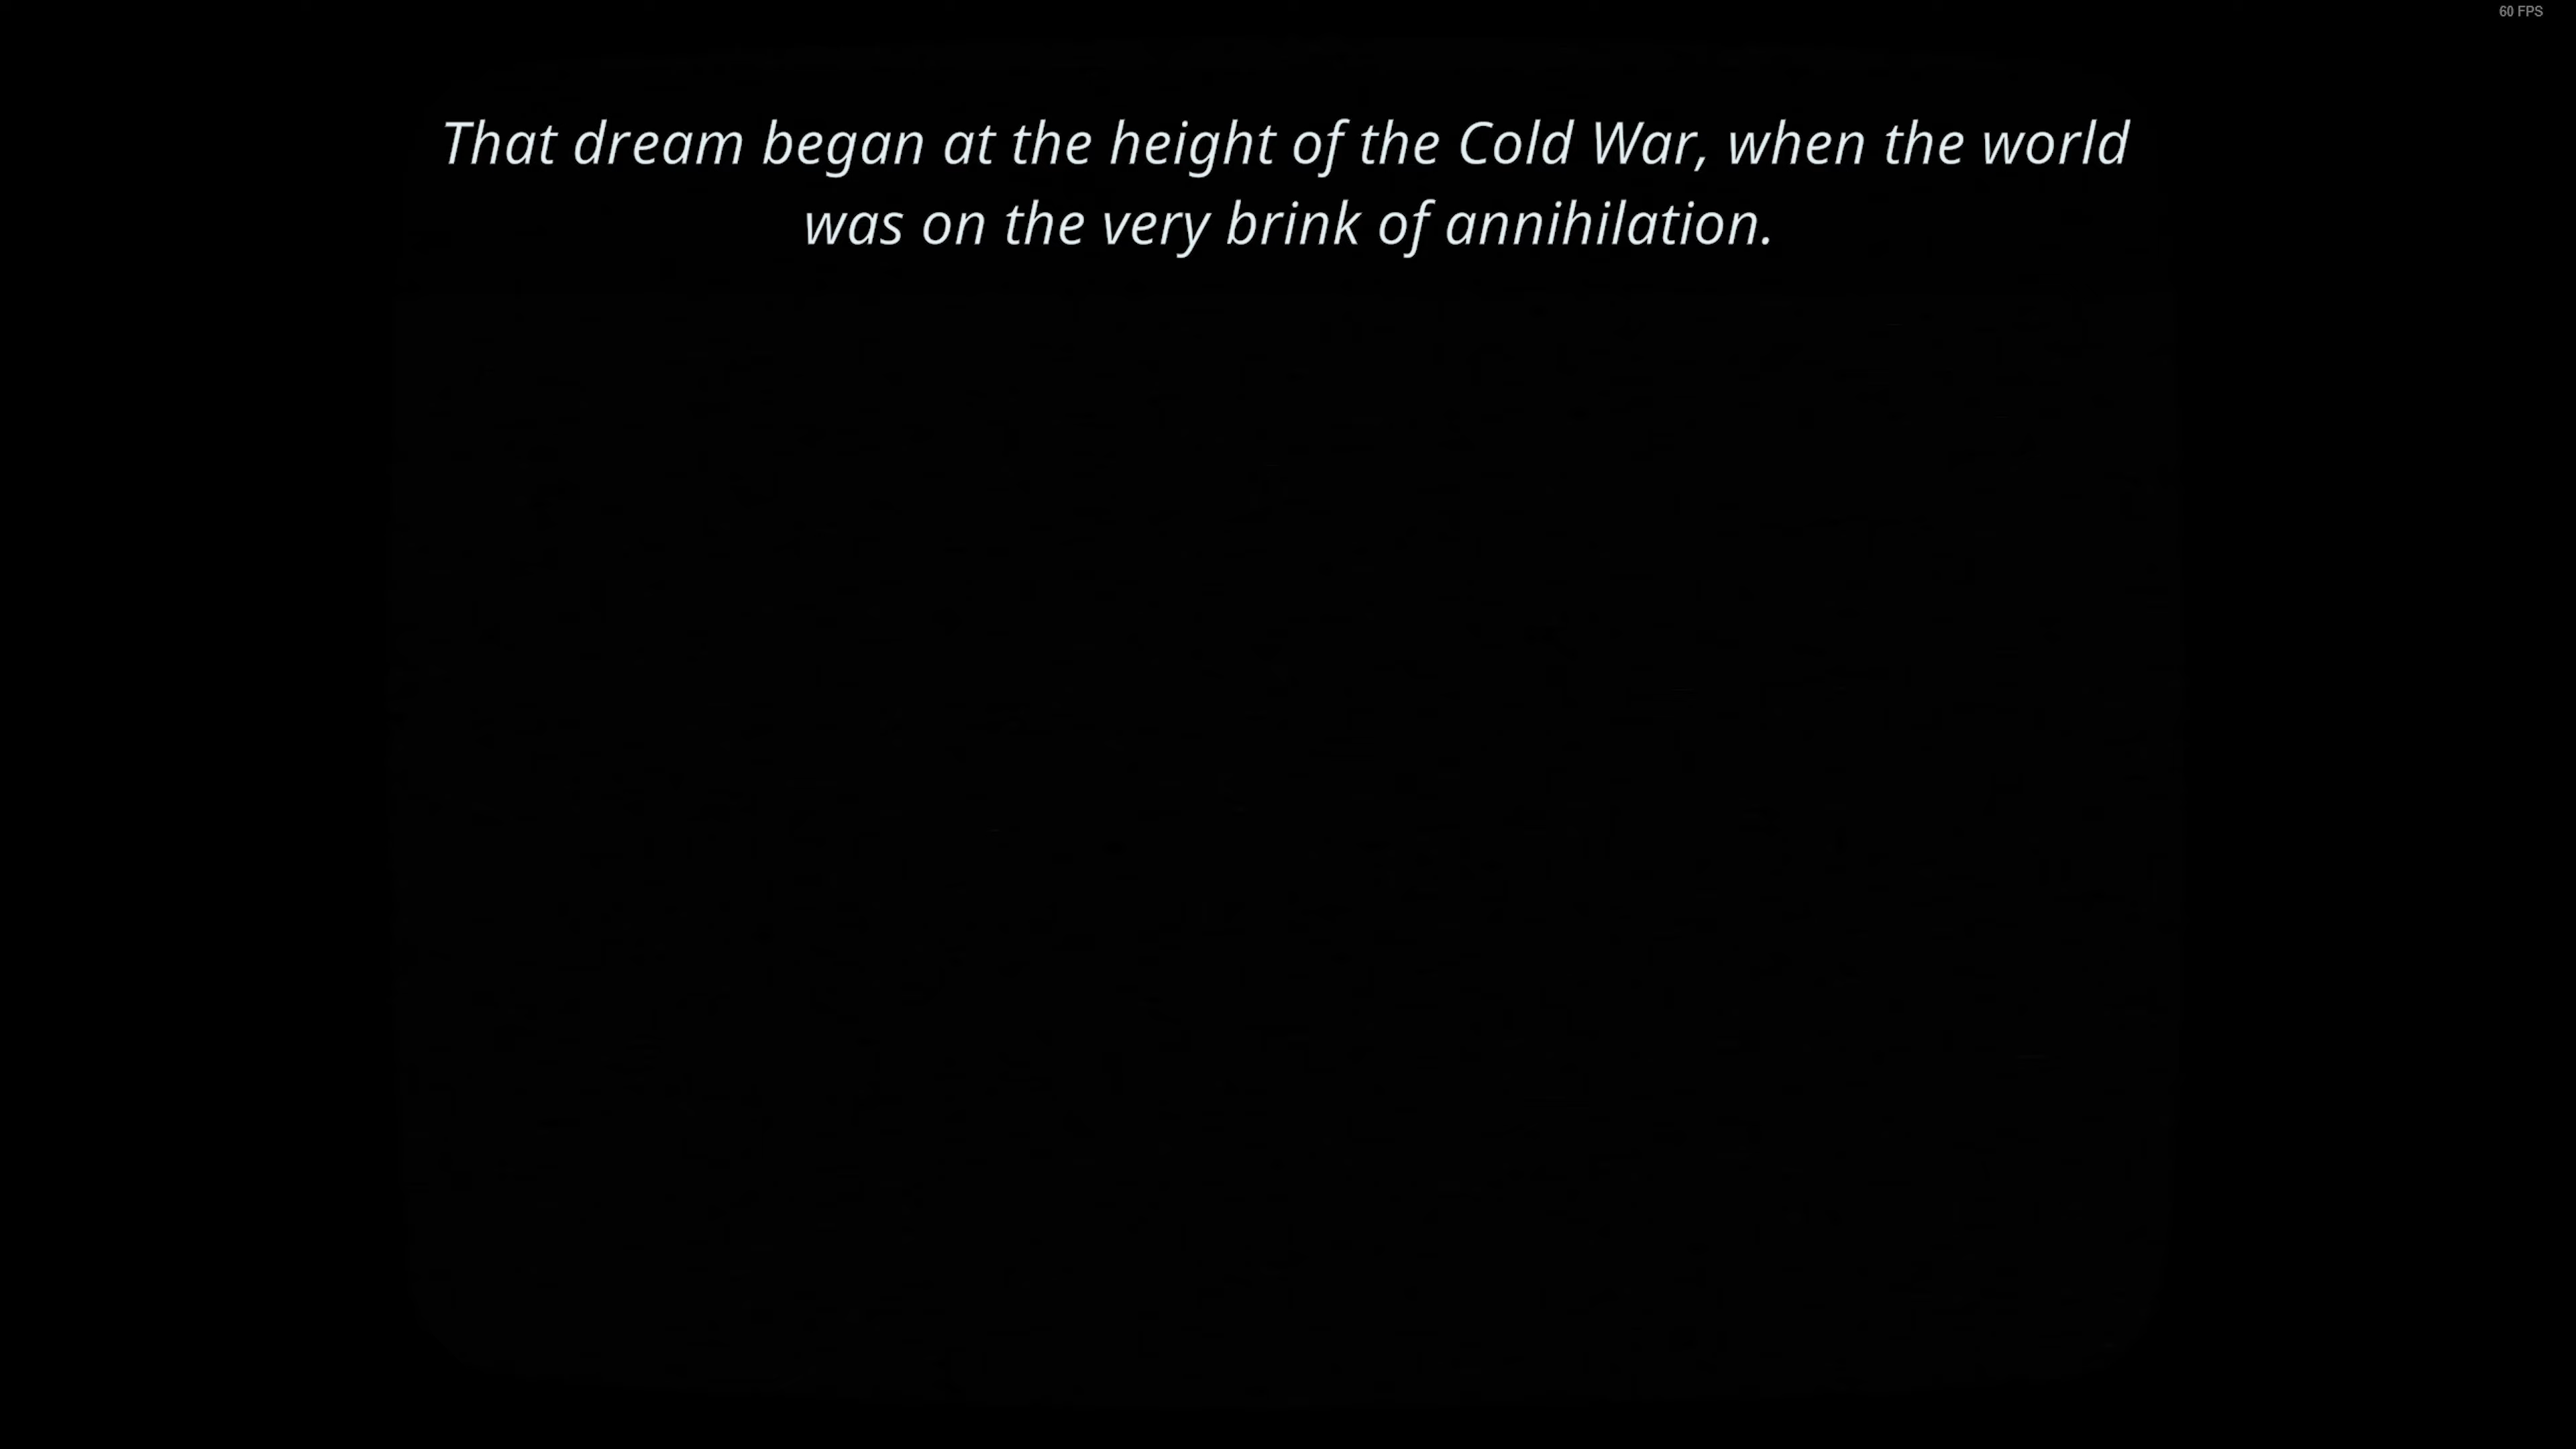 60 FPS
That dream began at the height of the Cold War, when the world
was on the very brink of annihilation.